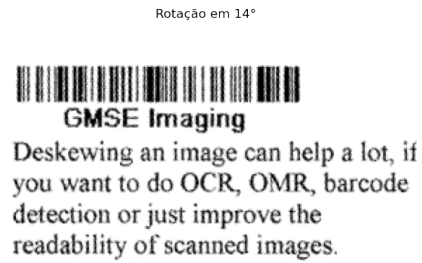 Rotação em 14°
GMSE Imaging
Deskewing an image can help a lot, if
you want to do OCR, OMR, barcode
detection or just improve the
readability of scanned images.